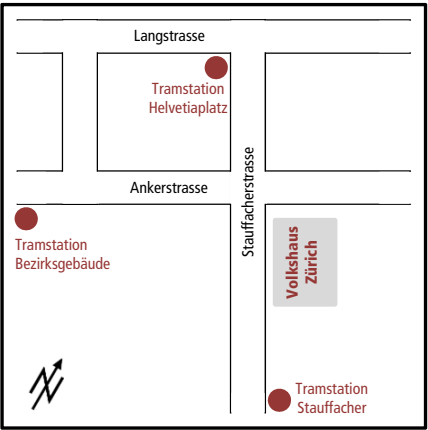 Langstrasse
Tramstation
Helvetiaplatz
Ankerstrasse
Stauffacherstrasse
Tramstation
Bezirksgebäude
Volkshaus
Zürich
Tramstation
Stauffacher
N